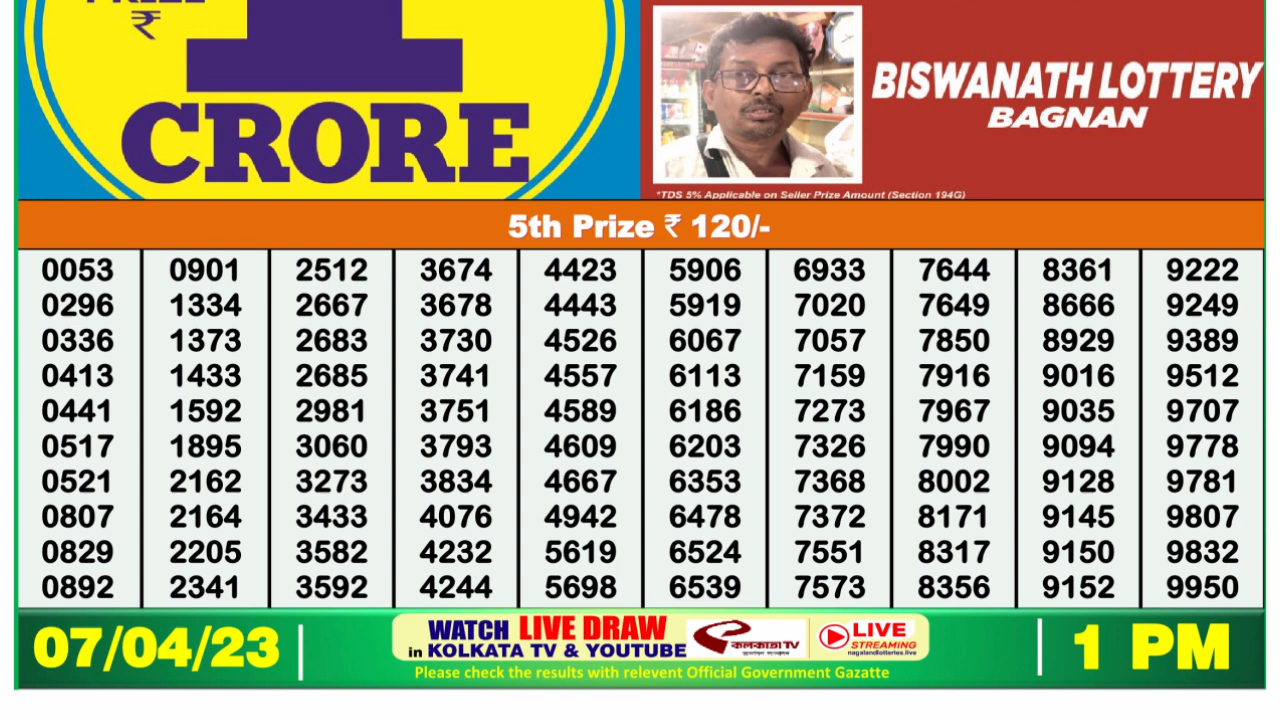 PRIZE
₹
1
CRORE
BISWANATH LOTTERY
BAGNAN
*TDS 5% Applicable on Seller Prize Amount (Section 194G)
5th Prize ₹ 120/-
0053 0901 2512 3674 4423 5906 6933 7644 8361 9222
0296 1334 2667 3678 4443 5919 7020 7649 8666 9249
0336 1373 2683 3730 4526 6067 7057 7850 8929 9389
0413 1433 2685 3741 4557 6113 7159 7916 9016 9512
0441 1592 2981 3751 4589 6186 7273 7967 9035 9707
0517 1895 3060 3793 4609 6203 7326 7990 9094 9778
0521 2162 3273 3834 4667 6353 7368 8002 9128 9781
0807 2164 3433 4076 4942 6478 7372 8171 9145 9807
0829 2205 3582 4232 5619 6524 7551 8317 9150 9832
0892 2341 3592 4244 5698 6539 7573 8356 9152 9950
07/04/23
WATCH LIVE DRAW
in KOLKATA TV & YOUTUBE
কলকাতা TV
LIVE
STREAMING
nagalandlotteries.live
Please check the results with relevent Official Government Gazatte
1 PM